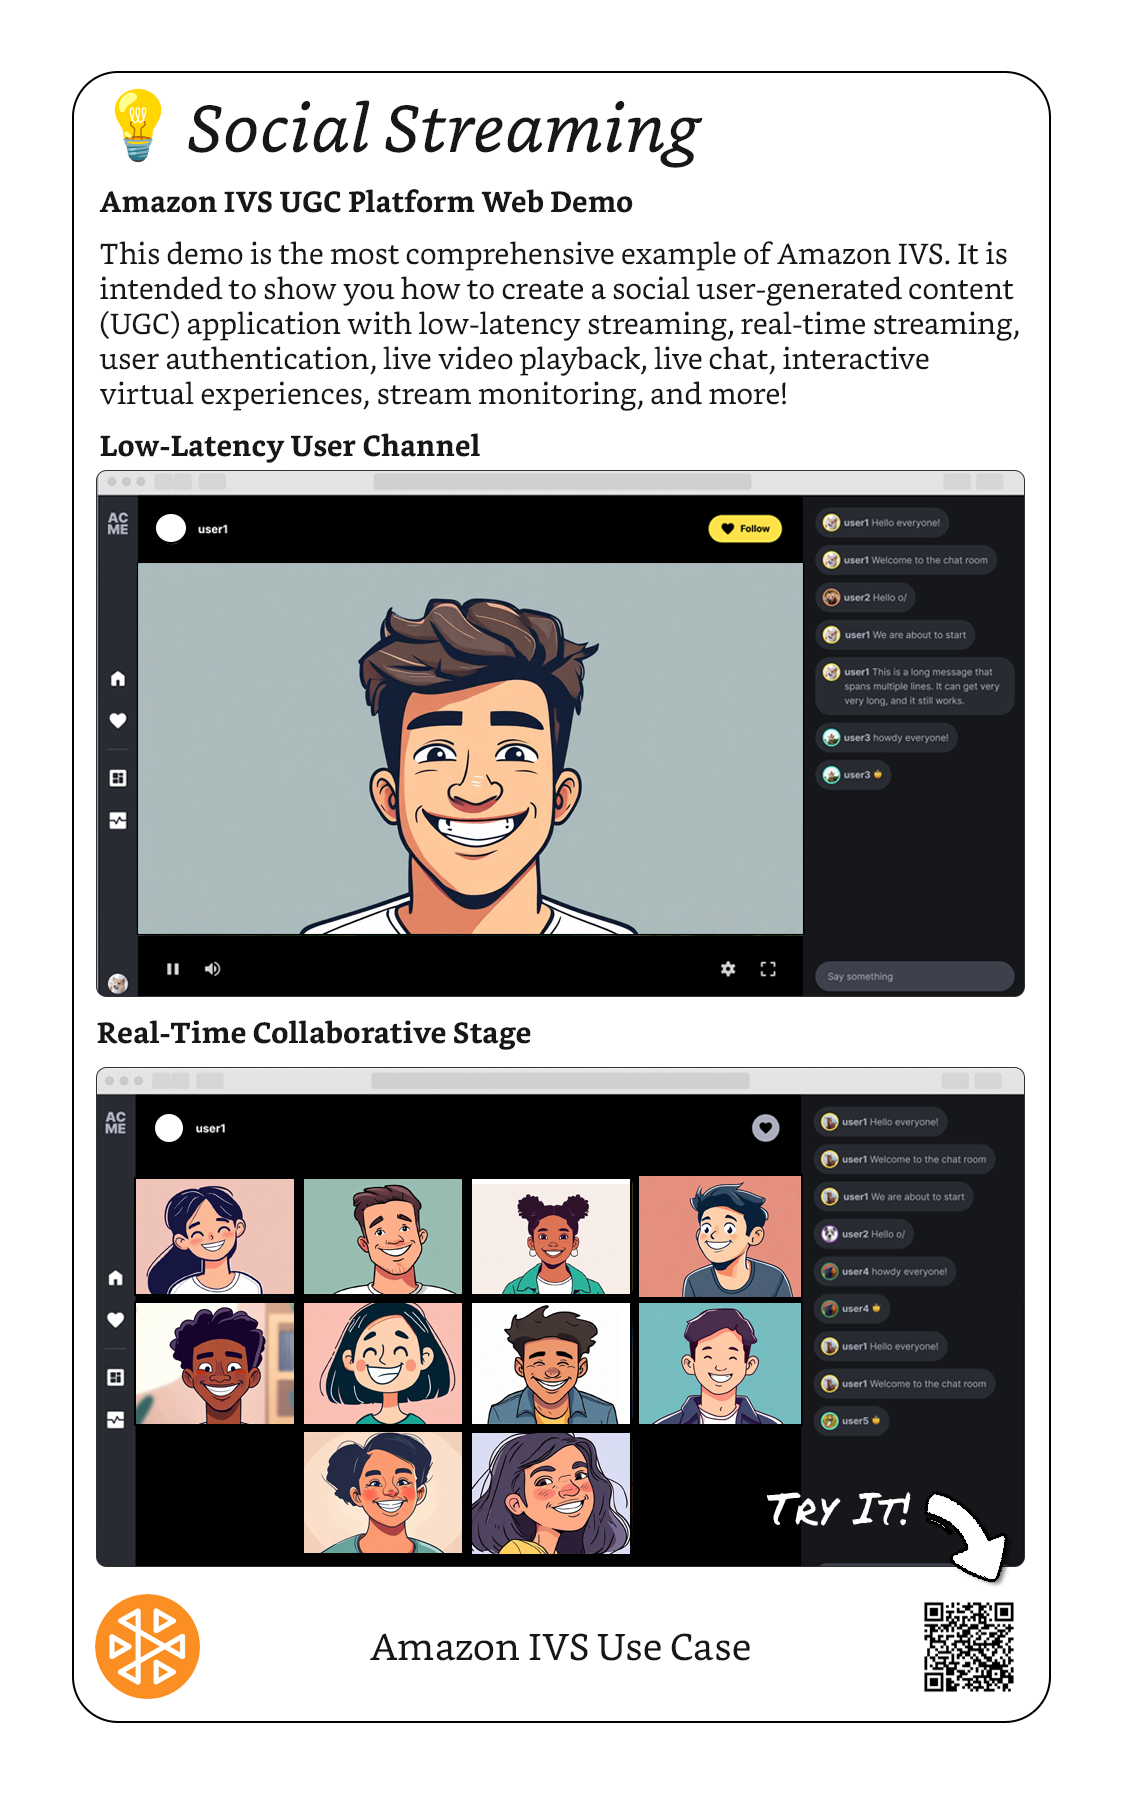 Social Streaming
Amazon IVS UGC Platform Web Demo
This demo is the most comprehensive example of Amazon IVS. It is
intended to show you how to create a social user-generated content
(UGC) application with low-latency streaming, real-time streaming,
user authentication, live video playback, live chat, interactive
virtual experiences, stream monitoring, and more!
Low-Latency User Channel
AC
ME
user1
Follow
user1 Hello everyone!
user1 Welcome to the chat room
user2 Hello o/
user1 We are about to start
user1 This is a long message that
spans multiple lines. It can get very
very long, and it still works.
user3 howdy everyone!
user3
Say something
Real-Time Collaborative Stage
AC
ME
user1
user1 Hello everyone!
user1 Welcome to the chat room
user1 We are about to start
user2 Hello o/
user4 howdy everyone!
user4
user1 Hello everyone!
user1 Welcome to the chat room
user5
Try It!
Amazon IVS Use Case